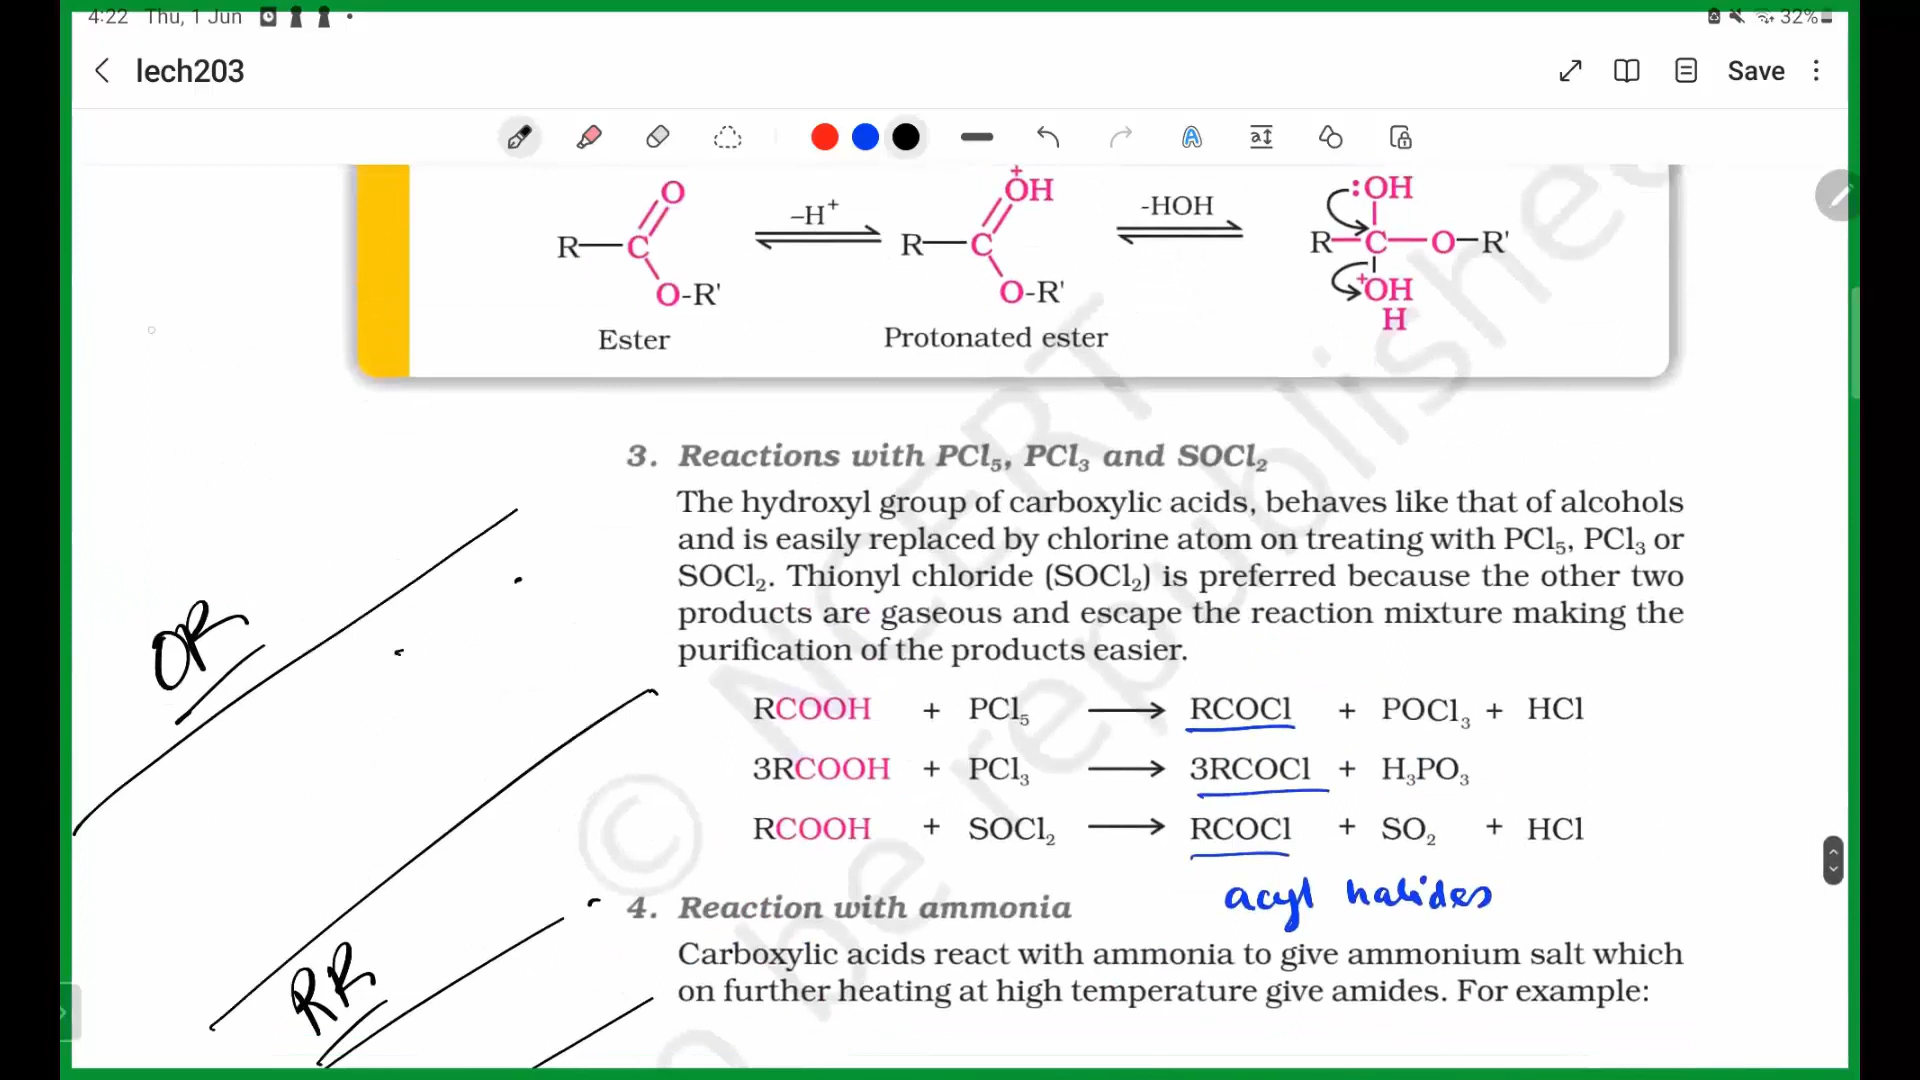 4:22 Thu, 1 Jun
32%
lech203
Save
R—C O O-R'
–H⁺
R—C ⁺OH O-R'
-HOH
:OH
R—C—O—R'
⁺OH
H
Ester
Protonated ester
3. Reactions with PCl₅, PCl₃ and SOCl₂
The hydroxyl group of carboxylic acids, behaves like that of alcohols
and is easily replaced by chlorine atom on treating with PCl₅, PCl₃ or
SOCl₂. Thionyl chloride (SOCl₂) is preferred because the other two
products are gaseous and escape the reaction mixture making the
purification of the products easier.
RCOOH + PCl₅ ⟶ RCOCl + POCl₃ + HCl
3RCOOH + PCl₃ ⟶ 3RCOCl + H₃PO₃
RCOOH + SOCl₂ ⟶ RCOCl + SO₂ + HCl
acyl halides
4. Reaction with ammonia
Carboxylic acids react with ammonia to give ammonium salt which
on further heating at high temperature give amides. For example:
OR
RR
© NCERT
be republished